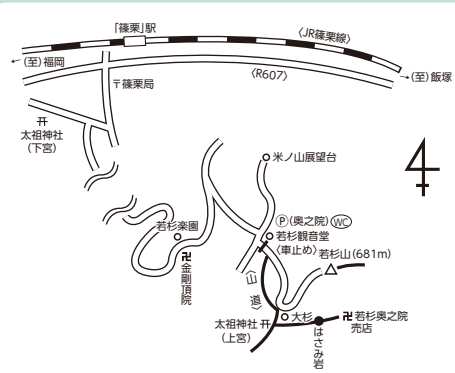 「篠栗」駅
〈JR篠栗線〉
(至)福岡
〈R607〉
(至)飯塚
〒篠栗局
太祖神社
(下宮)
米ノ山展望台
P(奥之院)WC
若杉楽園
若杉観音堂
〈車止め〉
若杉山(681m)
金剛頂院
〈山道〉
太祖神社
(上宮)
大杉
若杉奥之院
売店
はさみ岩